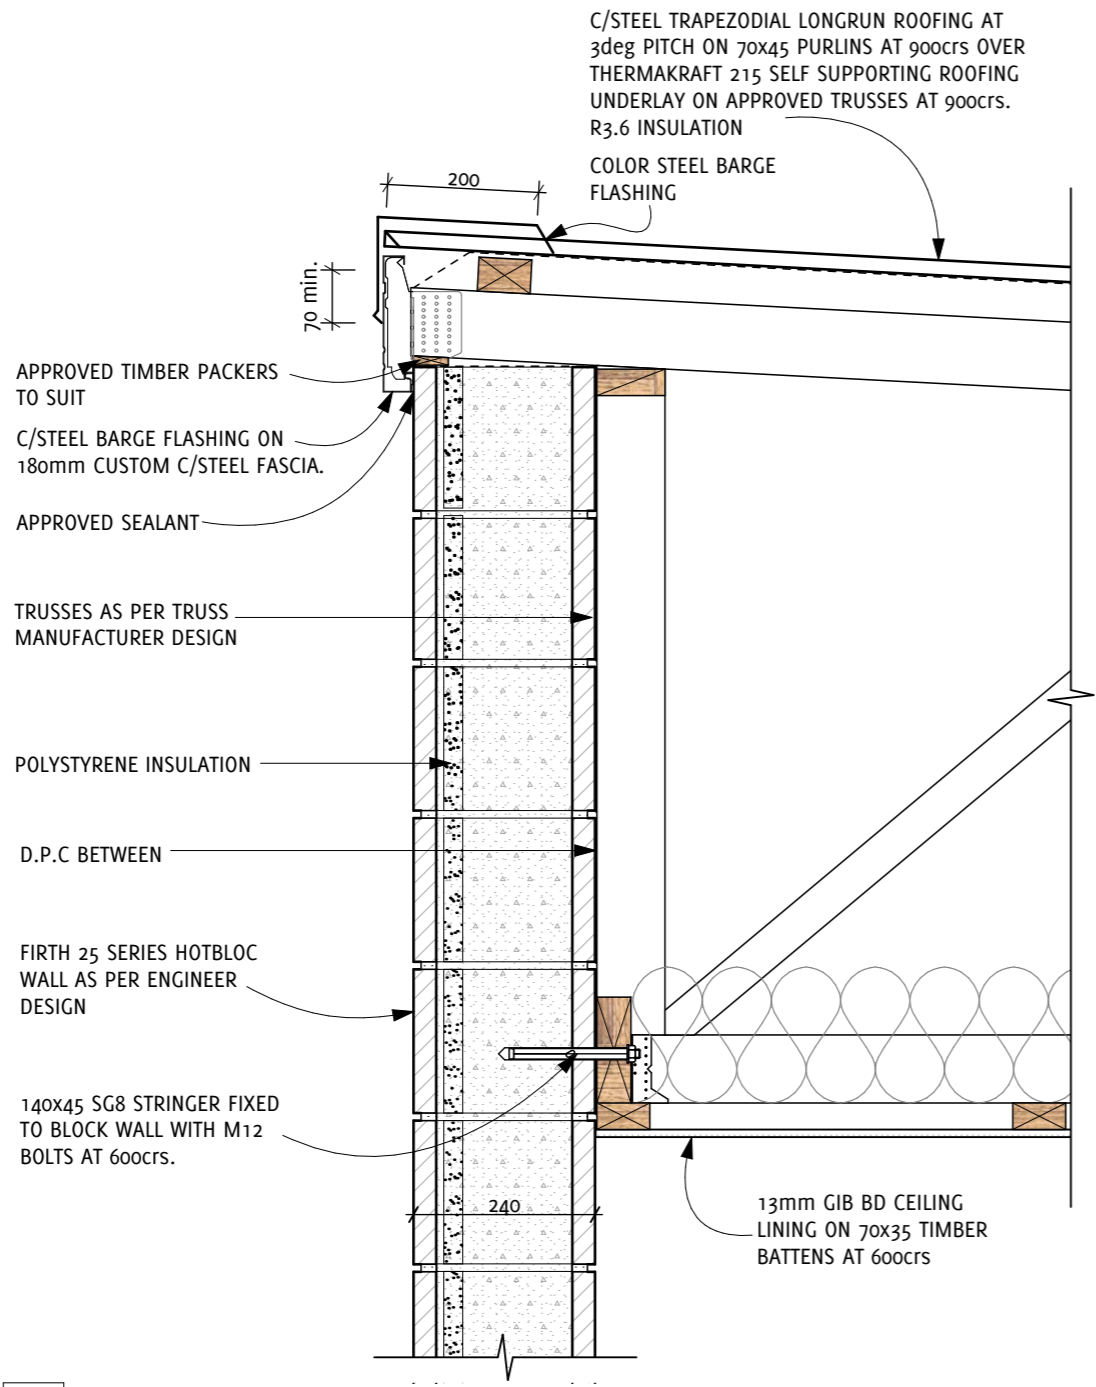 C/STEEL TRAPEZODIAL LONGRUN ROOFING AT
3deg PITCH ON 70x45 PURLINS AT 900crs OVER
THERMAKRAFT 215 SELF SUPPORTING ROOFING
UNDERLAY ON APPROVED TRUSSES AT 900crs.
R3.6 INSULATION
COLOR STEEL BARGE
FLASHING
200
70 min.
APPROVED TIMBER PACKERS
TO SUIT
C/STEEL BARGE FLASHING ON
180mm CUSTOM C/STEEL FASCIA.
APPROVED SEALANT
TRUSSES AS PER TRUSS
MANUFACTURER DESIGN
POLYSTYRENE INSULATION
D.P.C BETWEEN
FIRTH 25 SERIES HOTBLOC
WALL AS PER ENGINEER
DESIGN
140x45 SG8 STRINGER FIXED
TO BLOCK WALL WITH M12
BOLTS AT 600crs.
240
13mm GIB BD CEILING
LINING ON 70x35 TIMBER
BATTENS AT 600crs